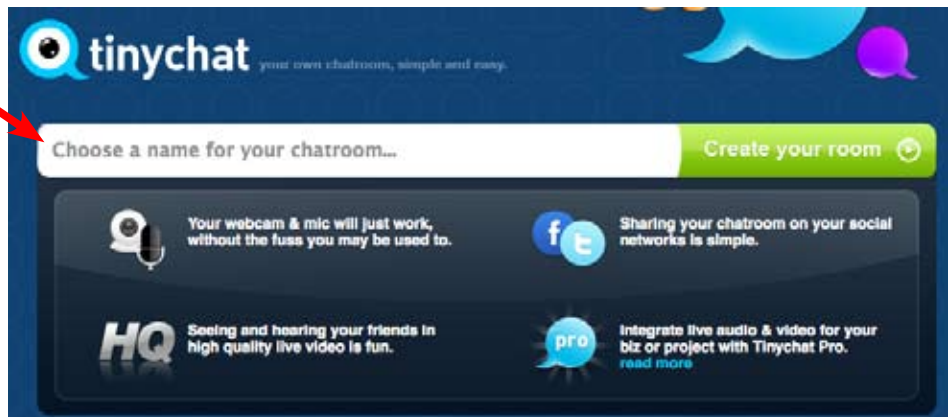 tinychat your own chatroom, simple and easy.
Choose a name for your chatroom...
Create your room
Your webcam & mic will just work,
without the fuss you may be used to.
f t
Sharing your chatroom on your social
networks is simple.
HQ
Seeing and hearing your friends in
high quality live video is fun.
pro
Integrate live audio & video for your
biz or project with Tinychat Pro.
read more